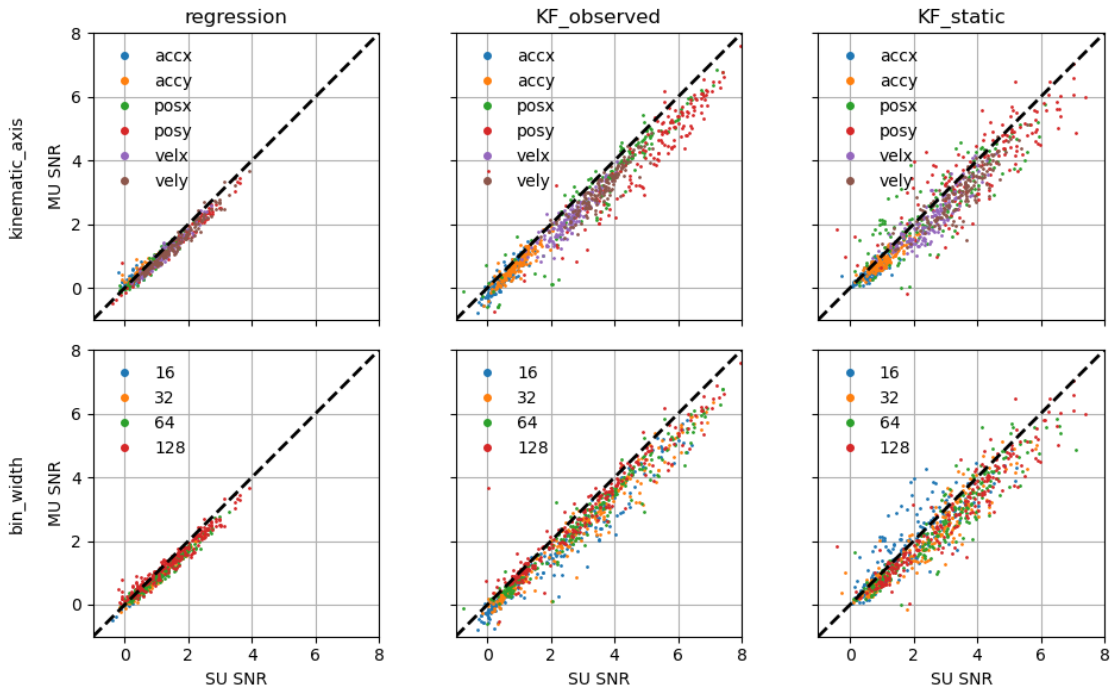 regression
KF_observed
KF_static
kinematic_axis
MU SNR
8
6
4
2
0
accx
accy
posx
posy
velx
vely
accx
accy
posx
posy
velx
vely
accx
accy
posx
posy
velx
vely
bin_width
MU SNR
8
6
4
2
0
16
32
64
128
16
32
64
128
16
32
64
128
0 2 4 6 8
0 2 4 6 8
0 2 4 6 8
SU SNR
SU SNR
SU SNR